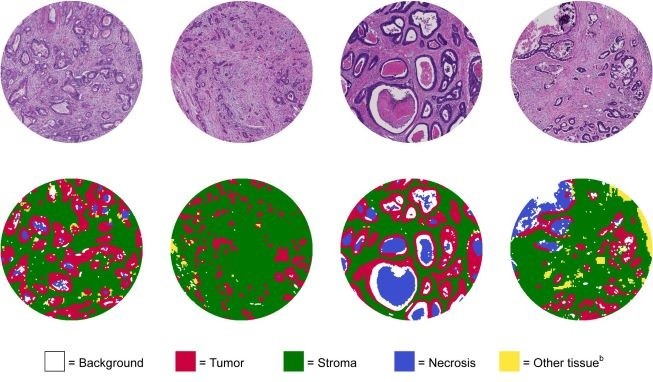 = Background = Tumor = Stroma = Necrosis = Other tissueᵇ